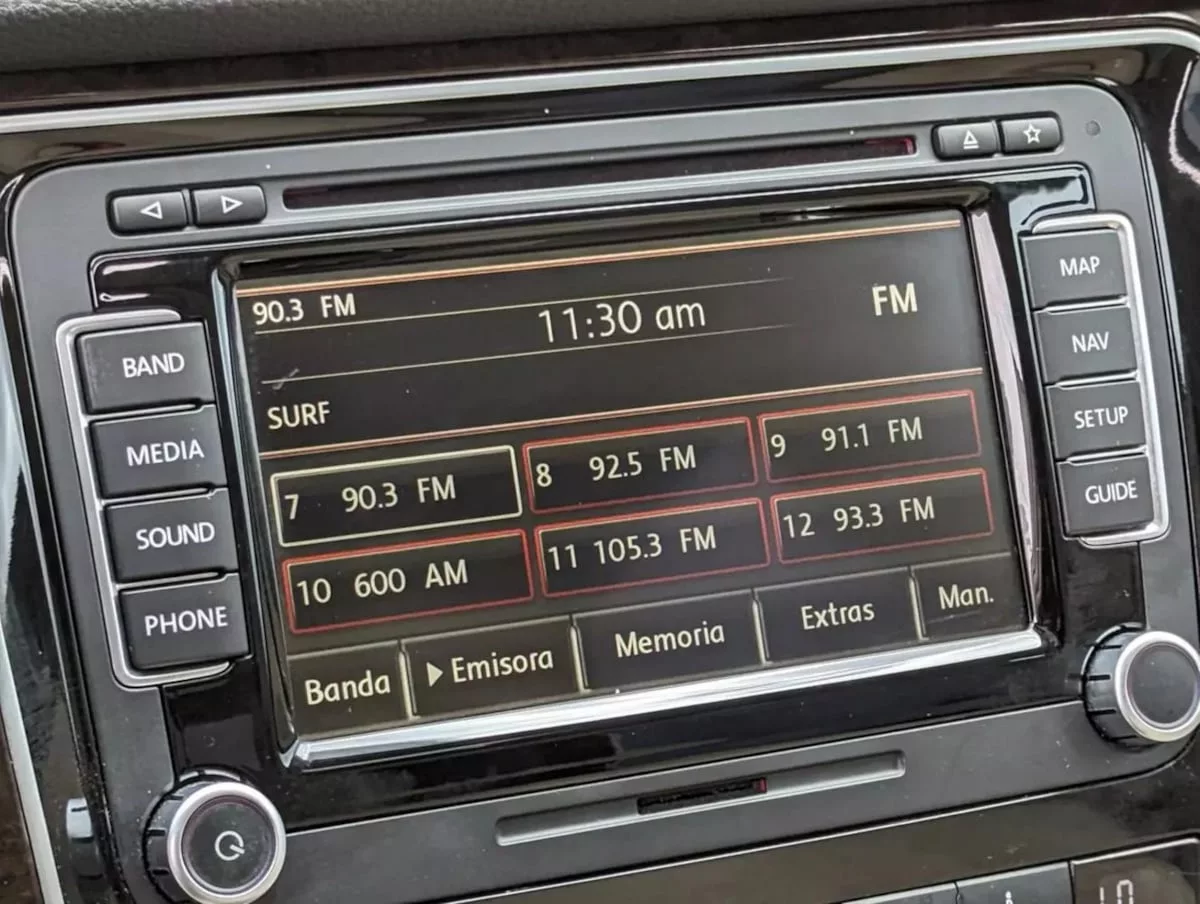 90.3 FM
11:30 am
FM
SURF
7 90.3 FM
8 92.5 FM
9 91.1 FM
10 600 AM
11 105.3 FM
12 93.3 FM
Banda
Emisora
Memoria
Extras
Man.
BAND
MEDIA
SOUND
PHONE
MAP
NAV
SETUP
GUIDE